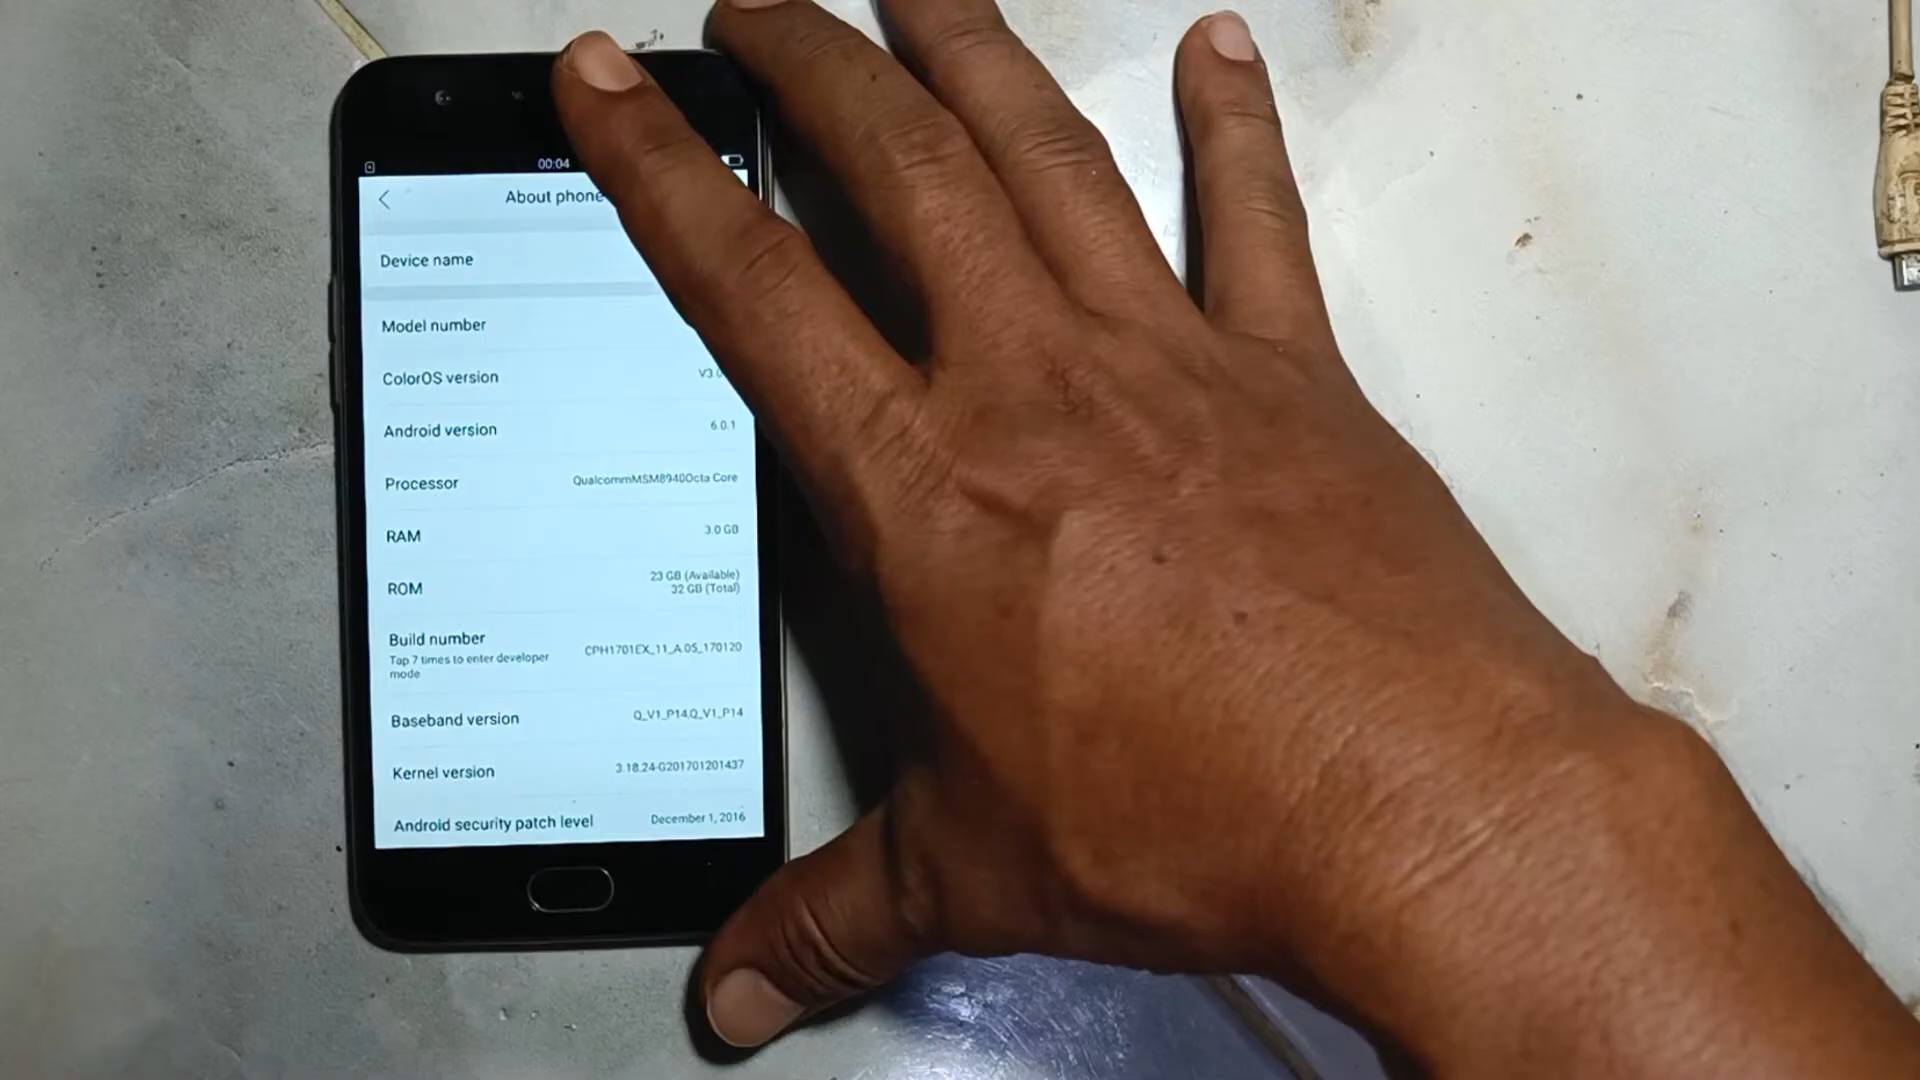 00:04
About phone
Device name
Model number
ColorOS version V3.0
Android version 6.0.1
Processor QualcommMSM8940Octa Core
RAM 3.0 GB
ROM 23 GB (Available)
32 GB (Total)
Build number CPH1701EX_11_A.05_170120
Tap 7 times to enter developer
mode
Baseband version Q_V1_P14,Q_V1_P14
Kernel version 3.18.24-G201701201437
Android security patch level December 1, 2016